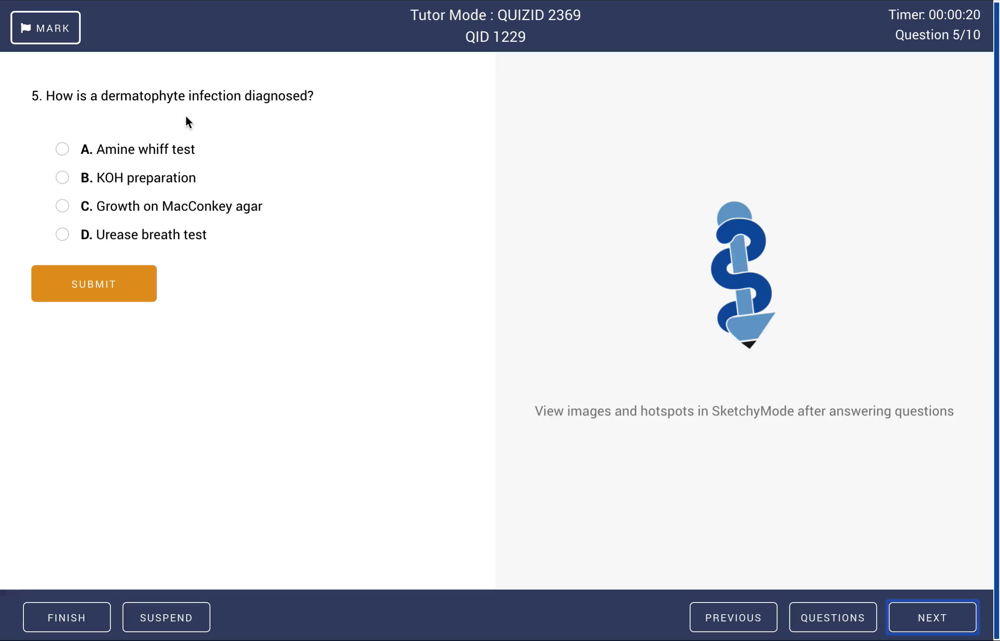 MARK
Tutor Mode : QUIZID 2369
QID 1229
Timer: 00:00:20
Question 5/10
5. How is a dermatophyte infection diagnosed?
A. Amine whiff test
B. KOH preparation
C. Growth on MacConkey agar
D. Urease breath test
SUBMIT
View images and hotspots in SketchyMode after answering questions
FINISH
SUSPEND
PREVIOUS
QUESTIONS
NEXT